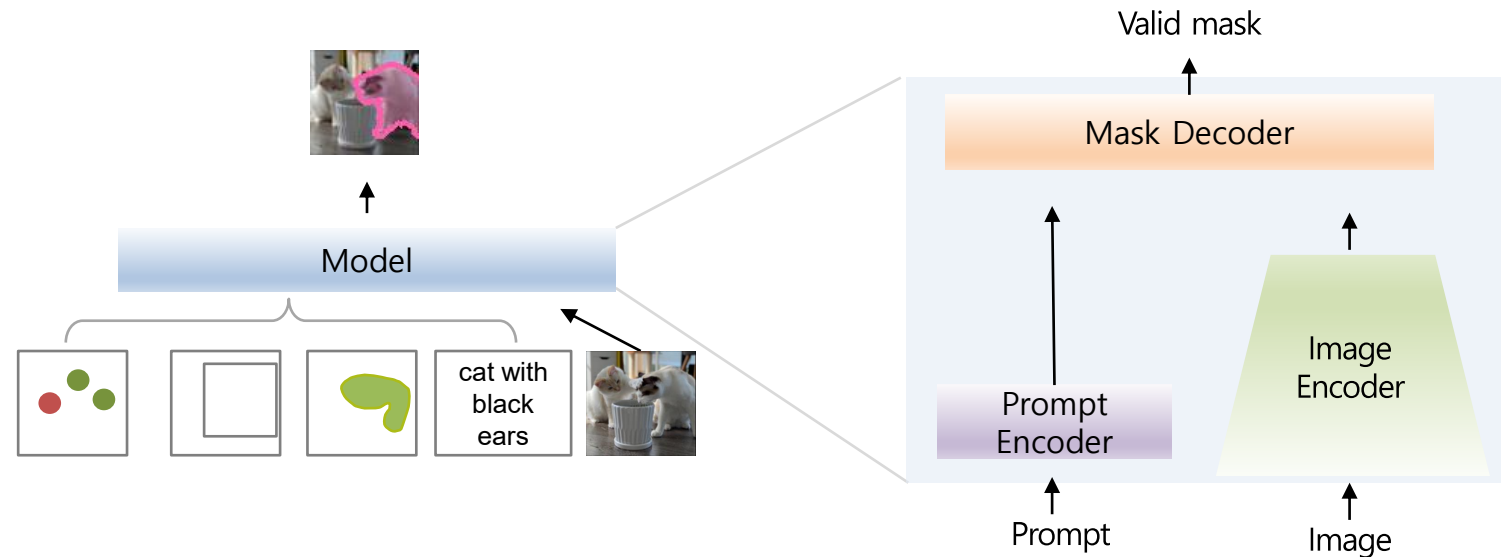 Model
cat with
black
ears
Valid mask
Mask Decoder
Image
Encoder
Prompt
Encoder
Prompt
Image